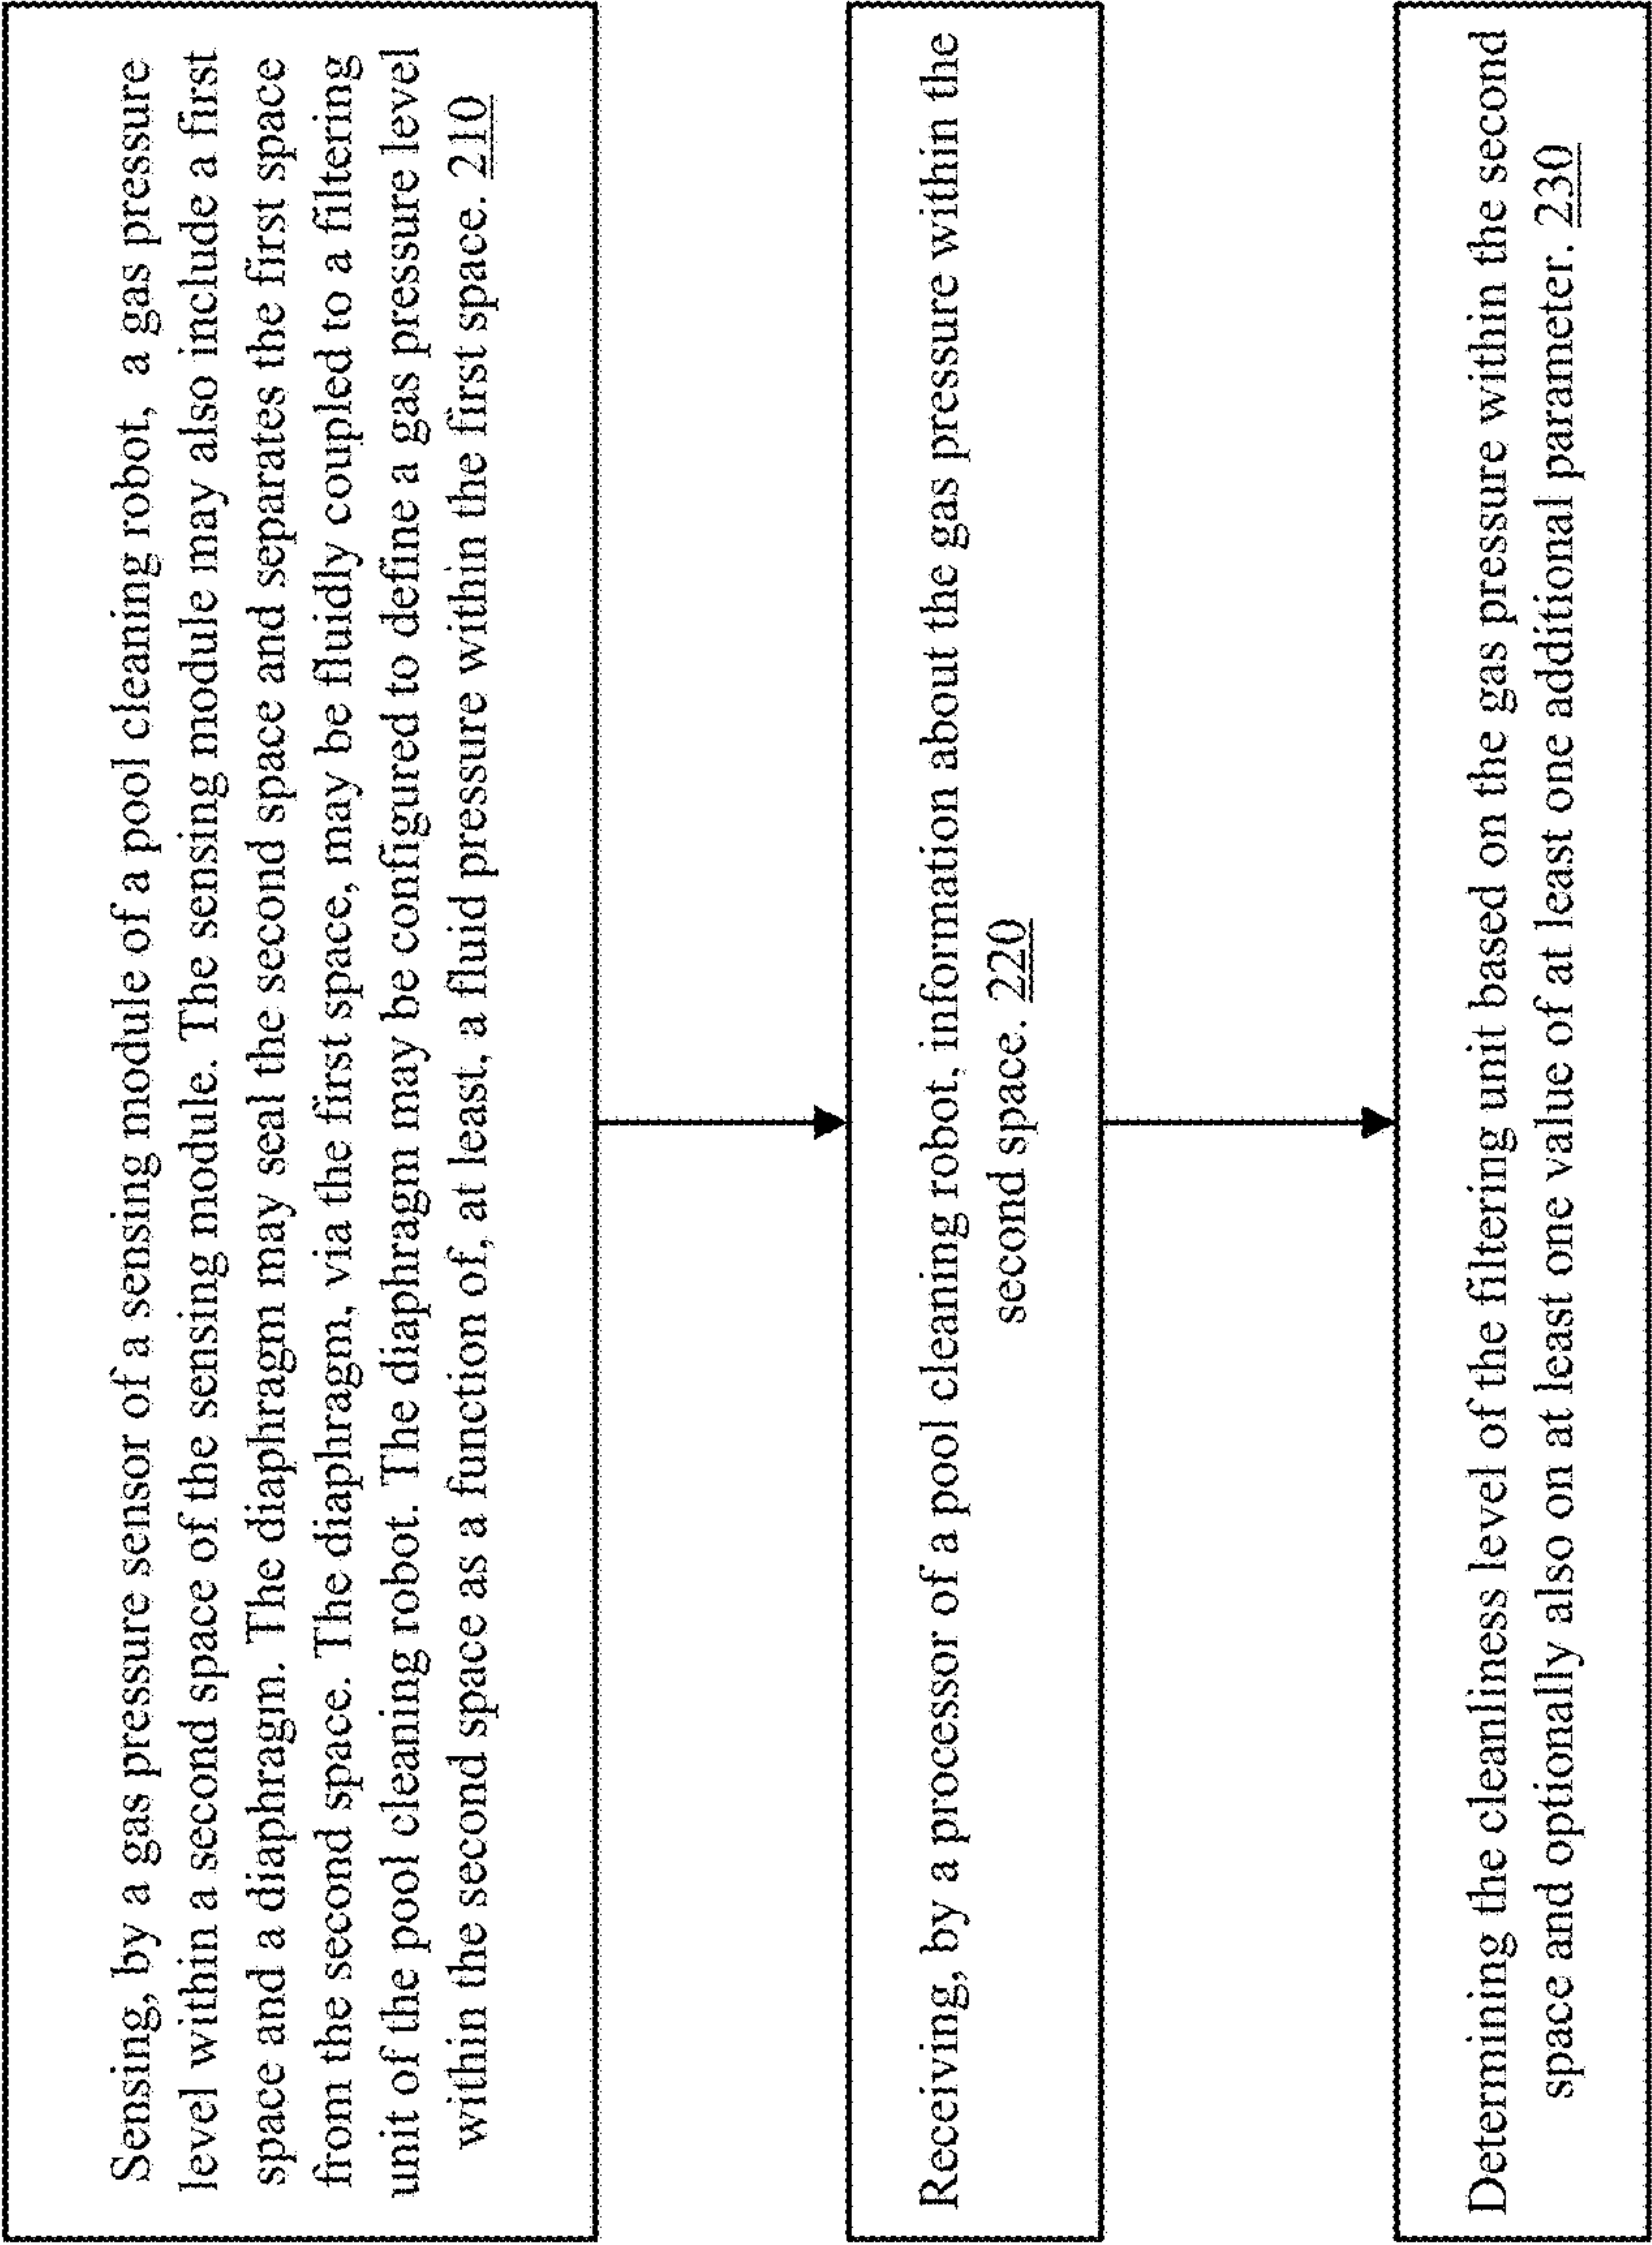 Sensing, by a gas pressure sensor of a sensing module of a pool cleaning robot, a gas pressure
level within a second space of the sensing module. The sensing module may also include a first
space and a diaphragm. The diaphragm may seal the second space and separates the first space
from the second space. The diaphragm, via the first space, may be fluidly coupled to a filtering
unit of the pool cleaning robot. The diaphragm may be configured to define a gas pressure level
within the second space as a function of, at least, a fluid pressure within the first space. 210
Receiving, by a processor of a pool cleaning robot, information about the gas pressure within the
second space. 220
Determining the cleanliness level of the filtering unit based on the gas pressure within the second
space and optionally also on at least one value of at least one additional parameter. 230